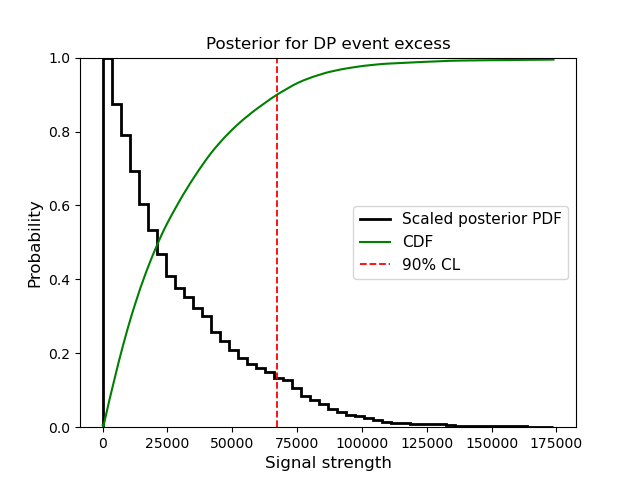 Posterior for DP event excess
Probability
1.0
0.8
0.6
0.4
0.2
0.0
Scaled posterior PDF
CDF
90% CL
0 25000 50000 75000 100000 125000 150000 175000
Signal strength